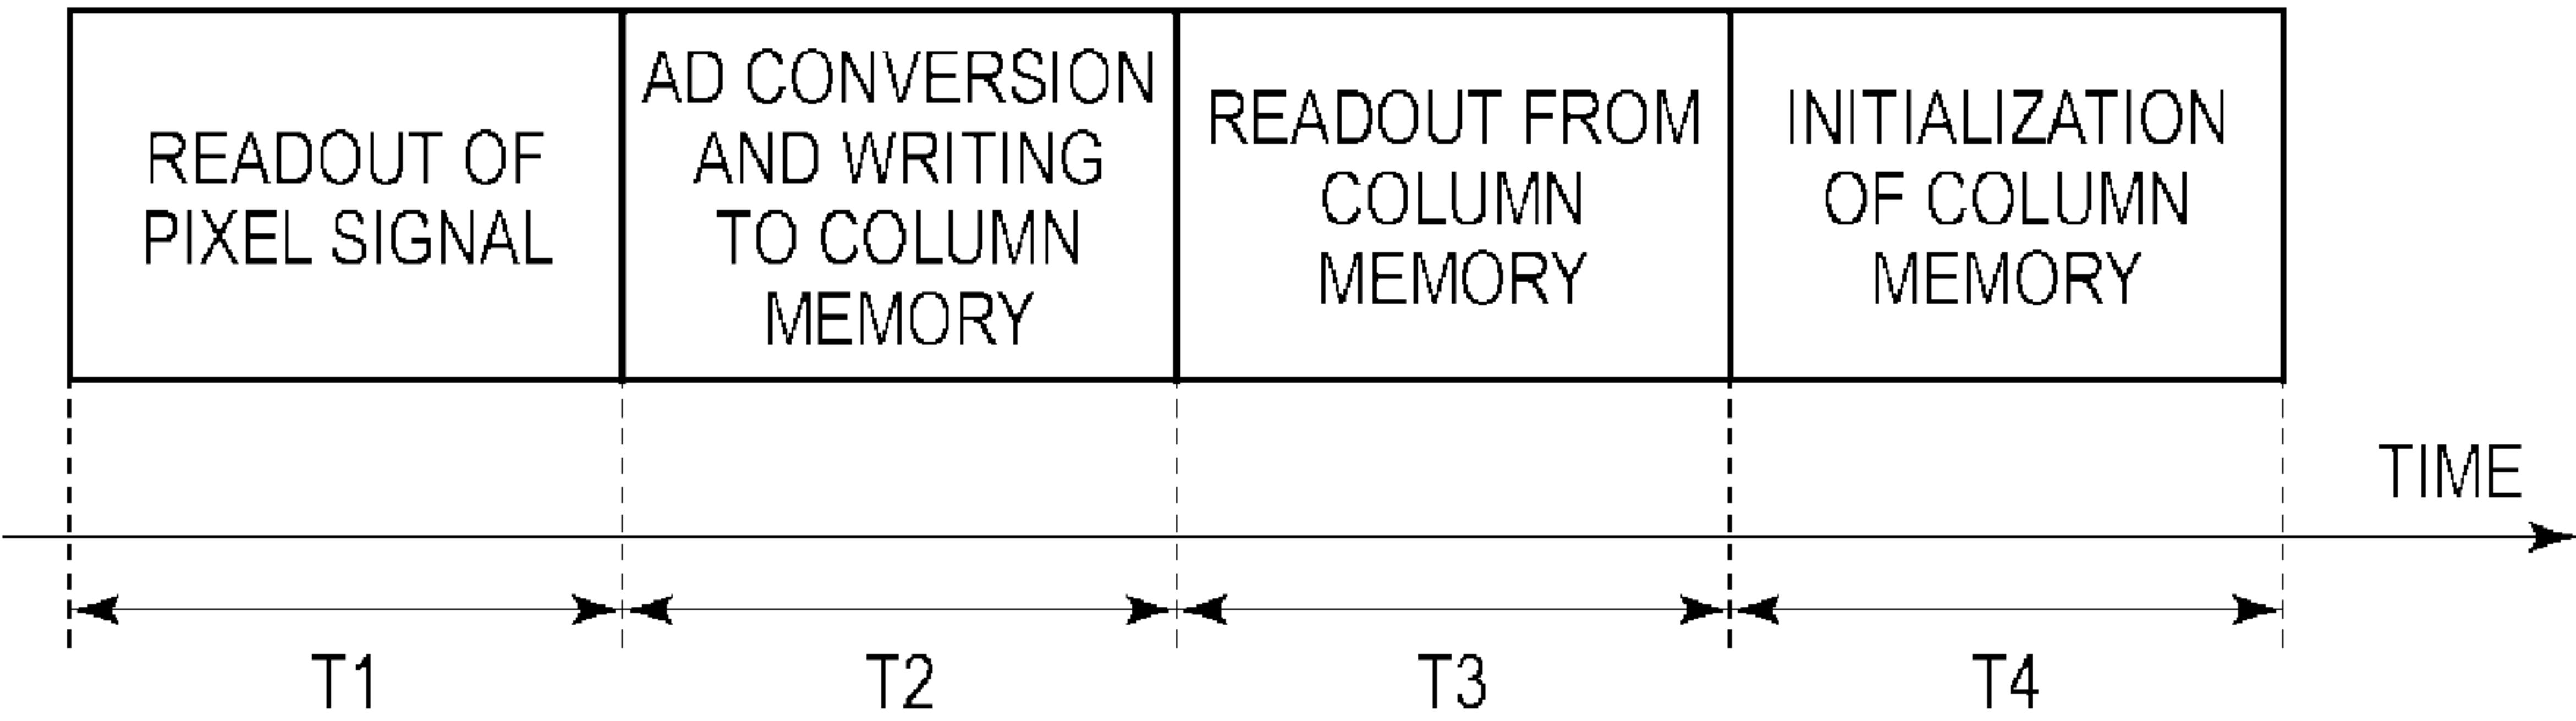 READOUT OF
PIXEL SIGNAL
AD CONVERSION
AND WRITING
TO COLUMN
MEMORY
READOUT FROM
COLUMN
MEMORY
INITIALIZATION
OF COLUMN
MEMORY
TIME
T1
T2
T3
T4